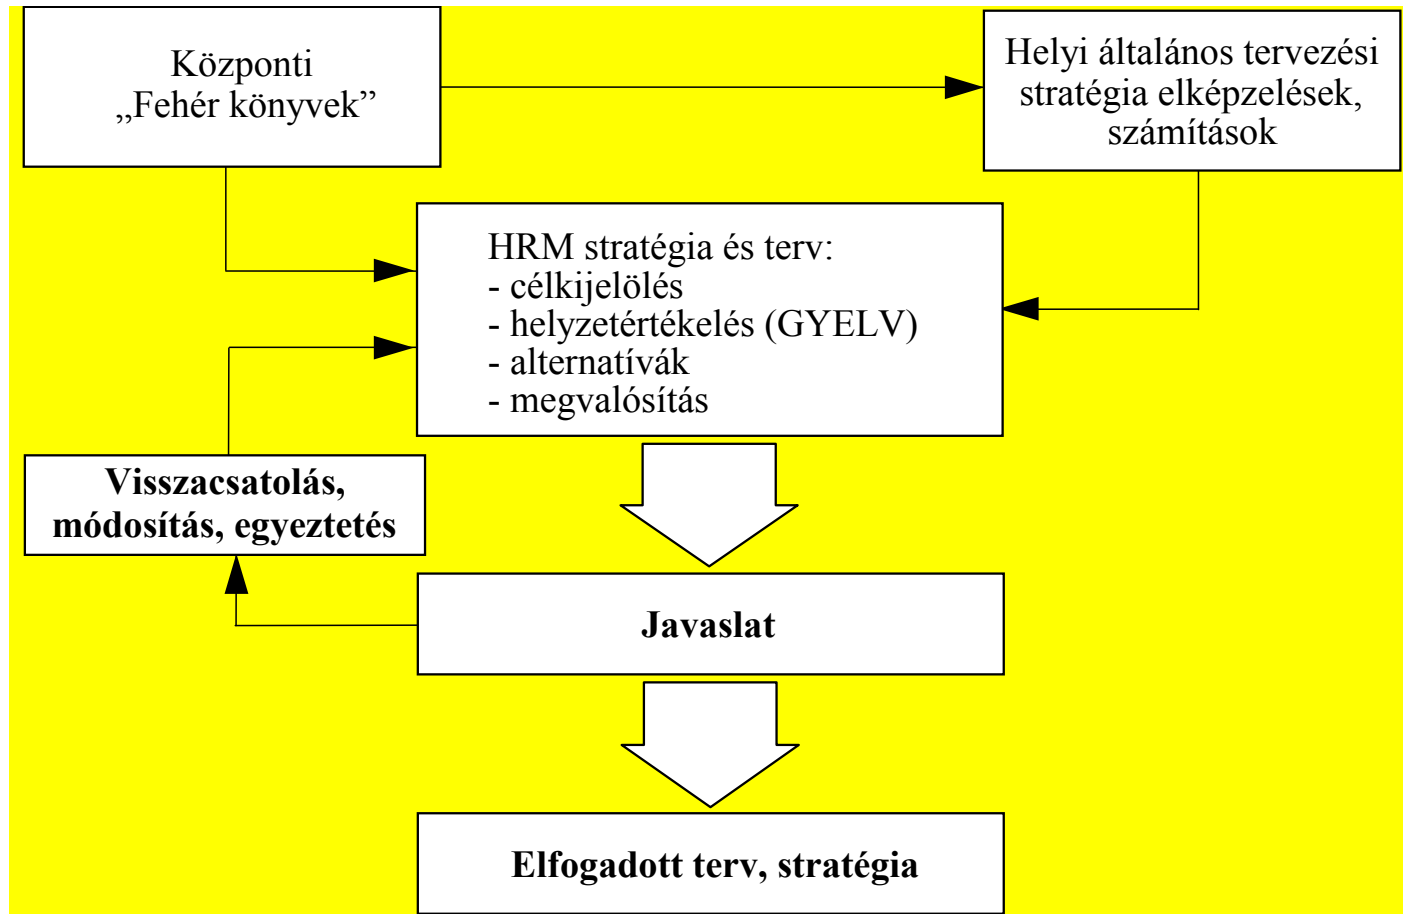 Központi
„Fehér könyvek”
Helyi általános tervezési
stratégia elképzelések,
számítások
HRM stratégia és terv:
- célkijelölés
- helyzetértékelés (GYELV)
- alternatívák
- megvalósítás
Visszacsatolás,
módosítás, egyeztetés
Javaslat
Elfogadott terv, stratégia